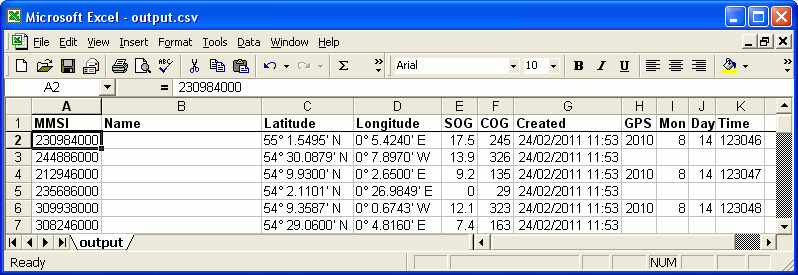 Microsoft Excel - output.csv
File Edit View Insert Format Tools Data Window Help
ABC Σ » Arial 10 B I U »
A2 = 230984000
A B C D E F G H I J K
1 MMSI Name Latitude Longitude SOG COG Created GPS Mon Day Time
2 230984000 55° 1.5495' N 0° 5.4240' E 17.5 245 24/02/2011 11:53 2010 8 14 123046
3 244886000 54° 30.0879' N 0° 7.8970' W 13.9 326 24/02/2011 11:53
4 212946000 54° 9.9300' N 0° 2.6500' E 9.2 135 24/02/2011 11:53 2010 8 14 123047
5 235686000 54° 2.1101' N 0° 26.9849' E 0 29 24/02/2011 11:53
6 309938000 54° 9.3587' N 0° 0.6743' W 12.1 323 24/02/2011 11:53 2010 8 14 123048
7 308246000 54° 29.0600' N 0° 4.8160' E 7.4 163 24/02/2011 11:53
output
Ready NUM